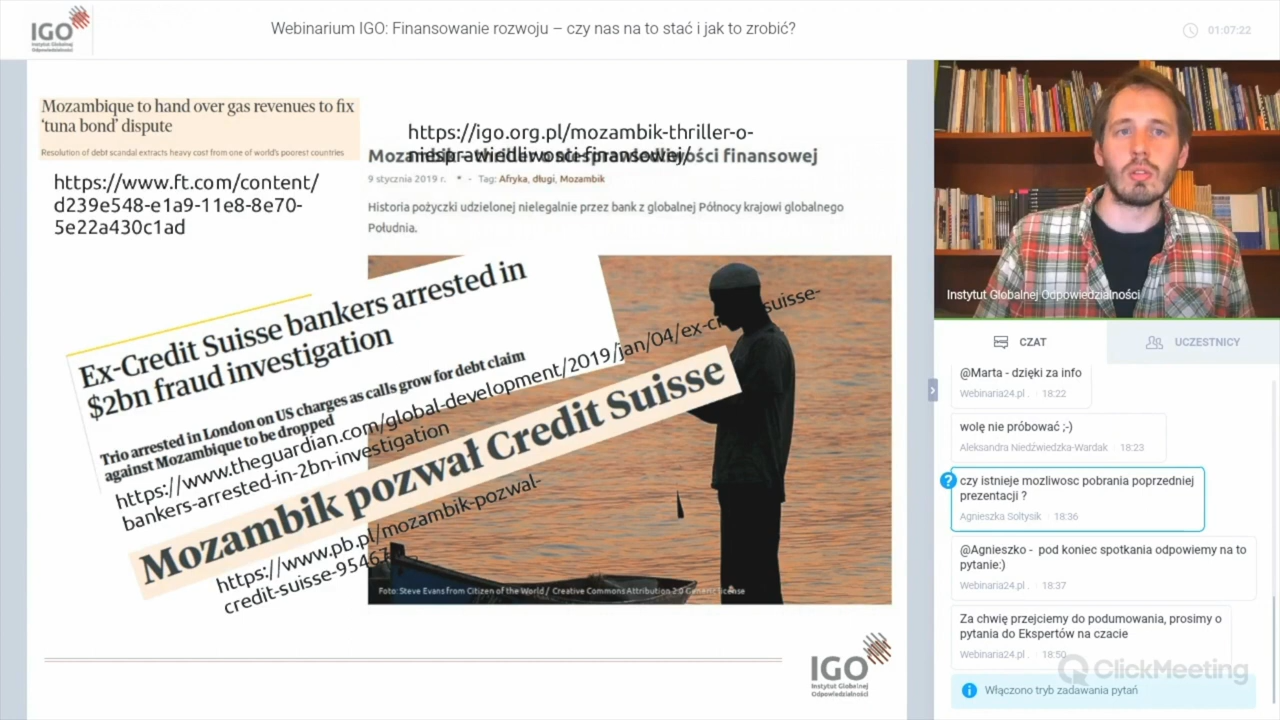 IGO
Instytut Globalnej
Odpowiedzialności
Webinarium IGO: Finansowanie rozwoju – czy nas na to stać i jak to zrobić?
01:07:22
Mozambique to hand over gas revenues to fix
‘tuna bond’ dispute
Resolution of debt scandal extracts heavy cost from one of world's poorest countries
https://www.ft.com/content/
d239e548-e1a9-11e8-8e70-
5e22a430c1ad
https://igo.org.pl/mozambik-thriller-o-
niesprawiedliwosci-finansowej/
Mozambik – thriller o niesprawiedliwości finansowej
9 stycznia 2019 r. * - Tag: Afryka, długi, Mozambik
Historia pożyczki udzielonej nielegalnie przez bank z globalnej Północy krajowi globalnego
Południa.
Ex-Credit Suisse bankers arrested in
$2bn fraud investigation
Trio arrested in London on US charges as calls grow for debt claim
against Mozambique to be dropped
https://www.theguardian.com/global-development/2019/jan/04/ex-credit-suisse-
bankers-arrested-in-2bn-investigation
Mozambik pozwał Credit Suisse
https://www.pb.pl/mozambik-pozwal-
credit-suisse-95467
Foto: Steve Evans from Citizen of the World / Creative Commons Attribution 2.0 Generic license
IGO
Instytut Globalnej
Odpowiedzialności
Instytut Globalnej Odpowiedzialności
CZAT
UCZESTNICY
@Marta - dzięki za info
Webinaria24.pl . · 18:22
wolę nie próbować ;-)
Aleksandra Niedźwiedzka-Wardak · 18:23
?
czy istnieje mozliwosc pobrania poprzedniej
prezentacji ?
Agnieszka Soltysik · 18:36
@Agnieszko - pod koniec spotkania odpowiemy na to
pytanie:)
Webinaria24.pl . · 18:37
Za chwię przejciemy do podumowania, prosimy o
pytania do Ekspertów na czacie
Webinaria24.pl . · 18:50
ClickMeeting
Włączono tryb zadawania pytań